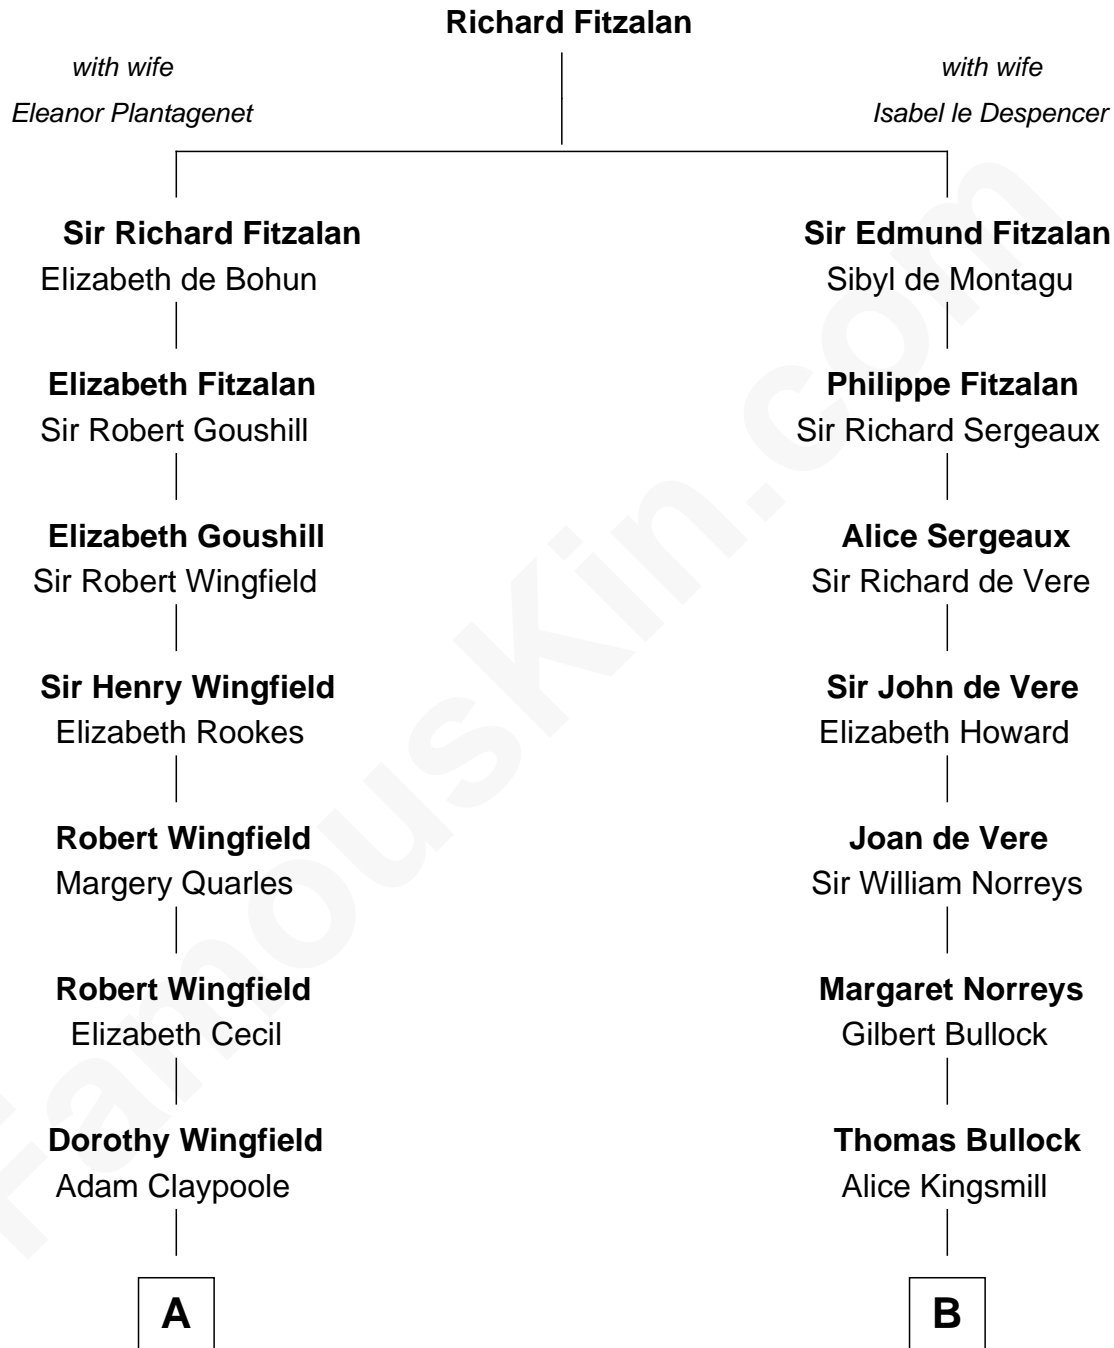 Richard Fitzalan
with wife
Eleanor Plantagenet
with wife
Isabel le Despencer
Sir Richard Fitzalan
Elizabeth de Bohun
Sir Edmund Fitzalan
Sibyl de Montagu
Elizabeth Fitzalan
Sir Robert Goushill
Philippe Fitzalan
Sir Richard Sergeaux
Elizabeth Goushill
Sir Robert Wingfield
Alice Sergeaux
Sir Richard de Vere
Sir Henry Wingfield
Elizabeth Rookes
Sir John de Vere
Elizabeth Howard
Robert Wingfield
Margery Quarles
Joan de Vere
Sir William Norreys
Robert Wingfield
Elizabeth Cecil
Margaret Norreys
Gilbert Bullock
Dorothy Wingfield
Adam Claypoole
Thomas Bullock
Alice Kingsmill
A
B
FamousKin.com